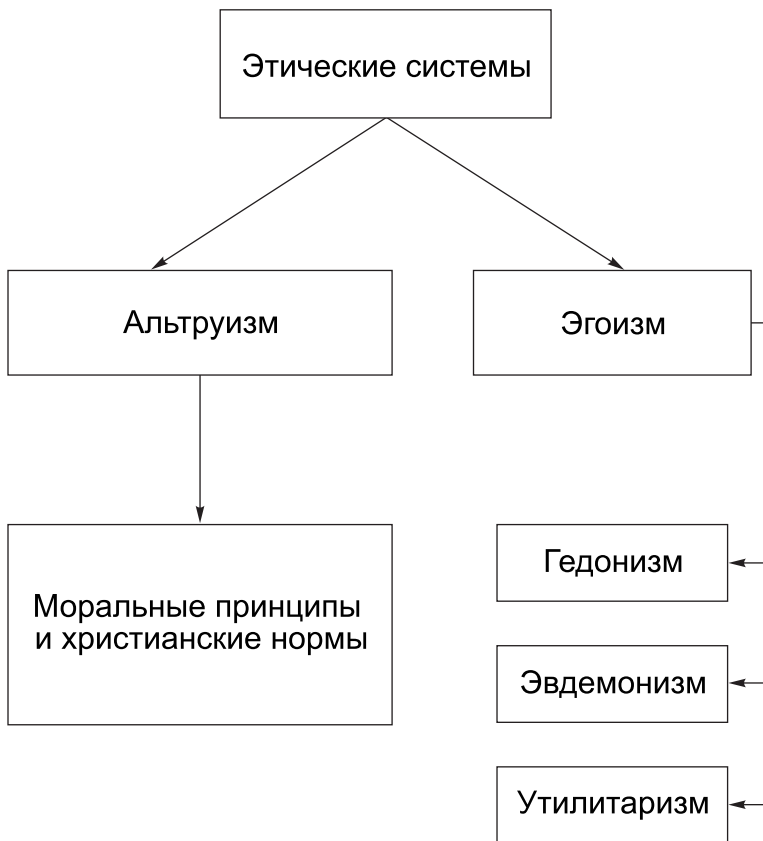 Этические системы
Альтруизм
Эгоизм
Моральные принципы
и христианские нормы
Гедонизм
Эвдемонизм
Утилитаризм